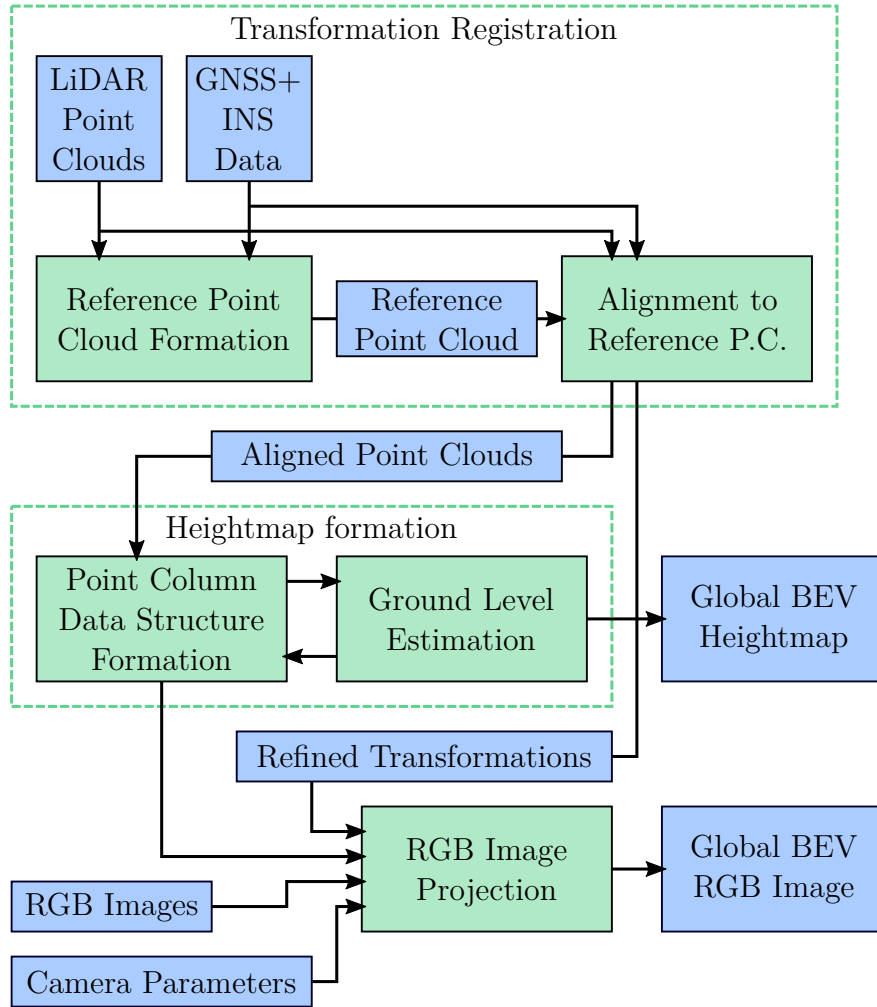 Transformation Registration
LiDAR
Point
Clouds
GNSS+
INS
Data
Reference Point
Cloud Formation
Reference
Point Cloud
Alignment to
Reference P.C.
Aligned Point Clouds
Heightmap formation
Point Column
Data Structure
Formation
Ground Level
Estimation
Global BEV
Heightmap
Refined Transformations
RGB Image
Projection
Global BEV
RGB Image
RGB Images
Camera Parameters